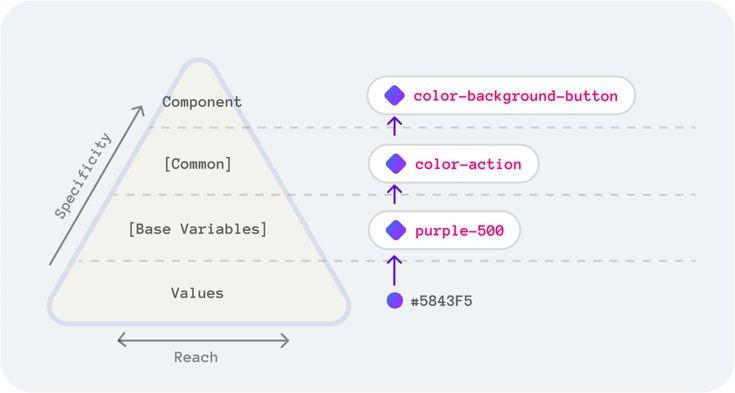 Component
color-background-button
Specificity
[Common]
color-action
[Base Variables]
purple-500
Values
#5843F5
Reach